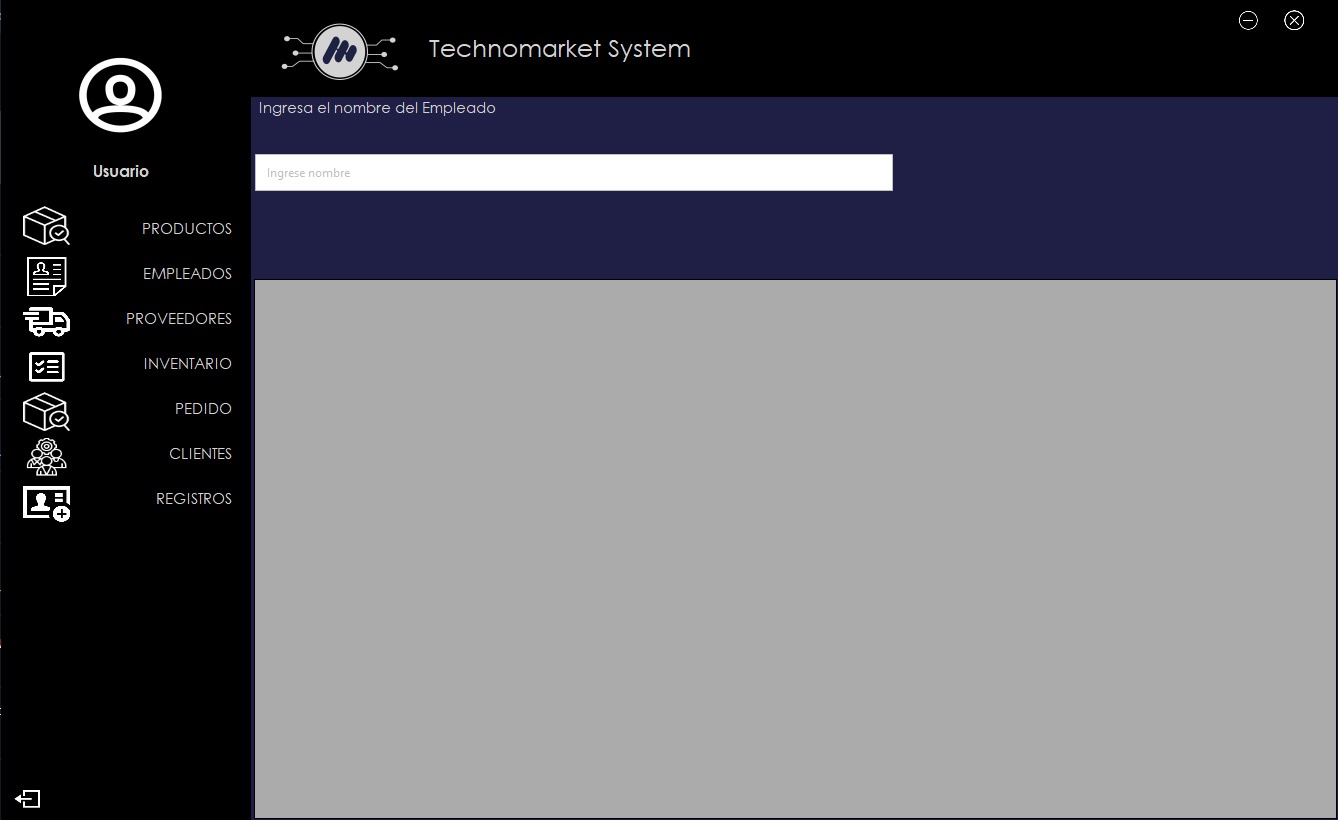 Technomarket System
Usuario
PRODUCTOS
EMPLEADOS
PROVEEDORES
INVENTARIO
PEDIDO
CLIENTES
REGISTROS
Ingresa el nombre del Empleado
Ingrese nombre